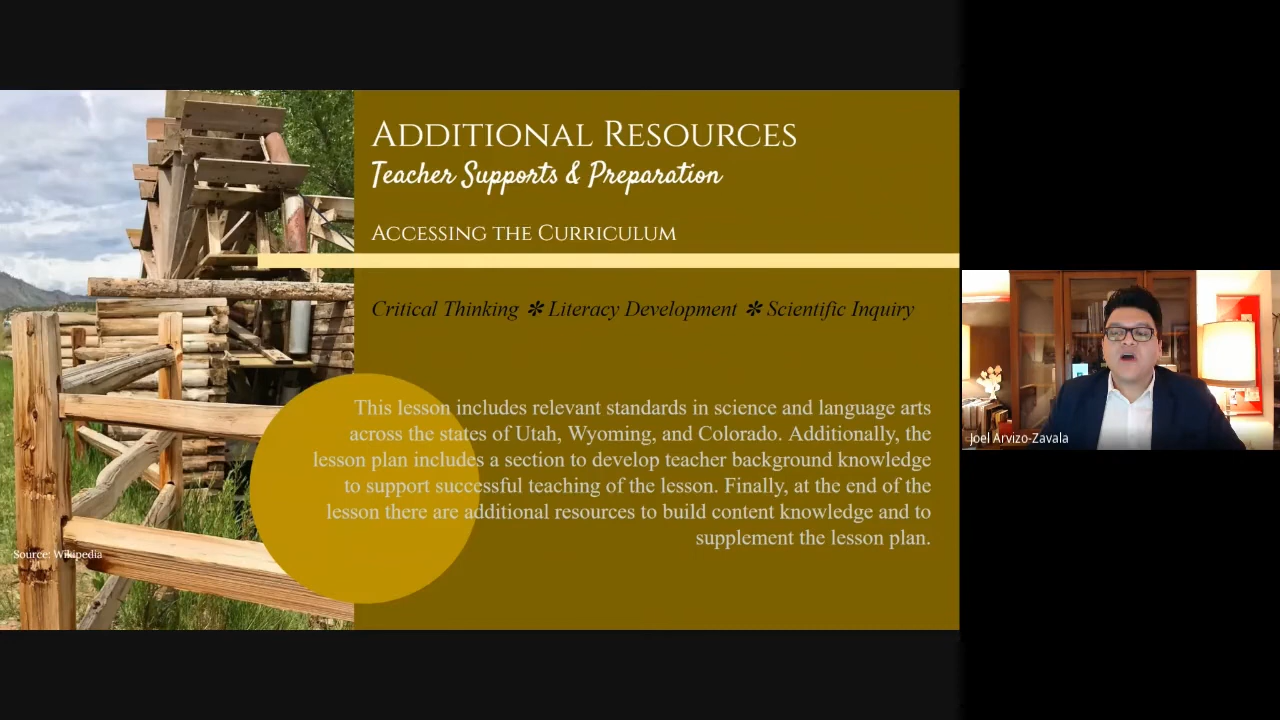 Additional Resources
Teacher Supports & Preparation
Accessing the Curriculum
Critical Thinking ✻ Literacy Development ✻ Scientific Inquiry
This lesson includes relevant standards in science and language arts
across the states of Utah, Wyoming, and Colorado. Additionally, the
lesson plan includes a section to develop teacher background knowledge
to support successful teaching of the lesson. Finally, at the end of the
lesson there are additional resources to build content knowledge and to
supplement the lesson plan.
Source: Wikipedia
Joel Arvizo-Zavala